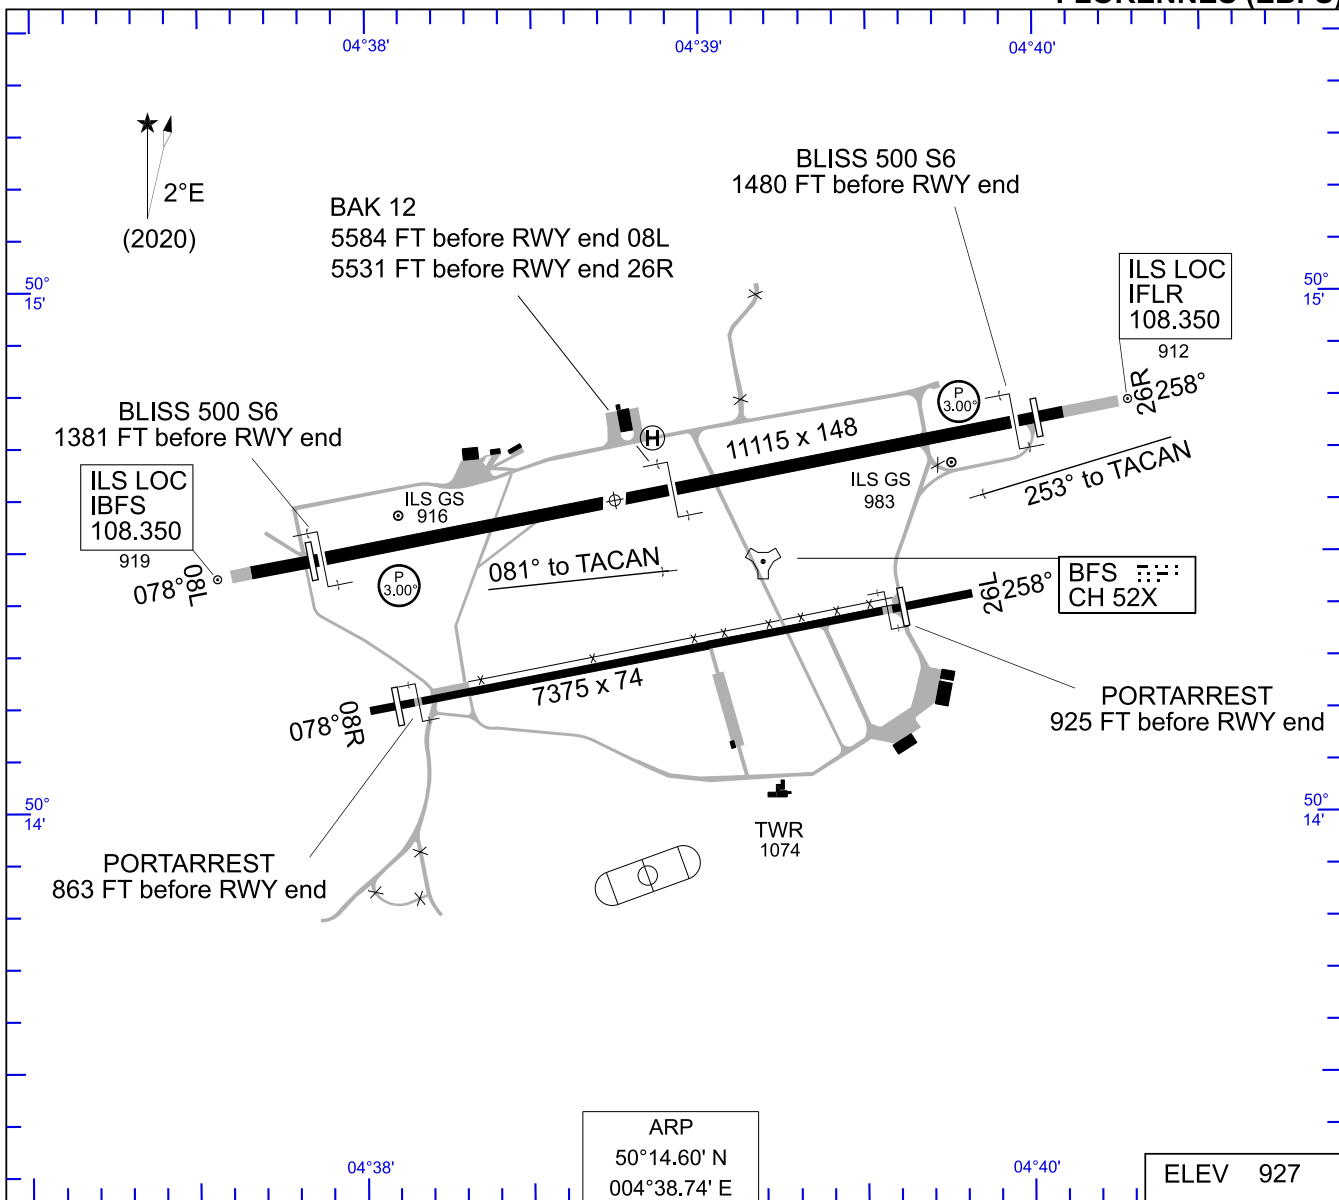 04°38'
04°39'
04°40'
2°E
(2020)
BAK 12
5584 FT before RWY end 08L
5531 FT before RWY end 26R
BLISS 500 S6
1480 FT before RWY end
50°
15'
50°
15'
ILS LOC
IFLR
108.350
912
26R
258°
P
3.00°
BLISS 500 S6
1381 FT before RWY end
H
11115 x 148
ILS LOC
IBFS
108.350
919
ILS GS
916
ILS GS
983
253° to TACAN
078°
08L
P
3.00°
081° to TACAN
BFS
CH 52X
26L
258°
7375 x 74
078°
08R
PORTARREST
925 FT before RWY end
50°
14'
50°
14'
TWR
1074
PORTARREST
863 FT before RWY end
ARP
50°14.60' N
004°38.74' E
04°38'
04°40'
ELEV 927